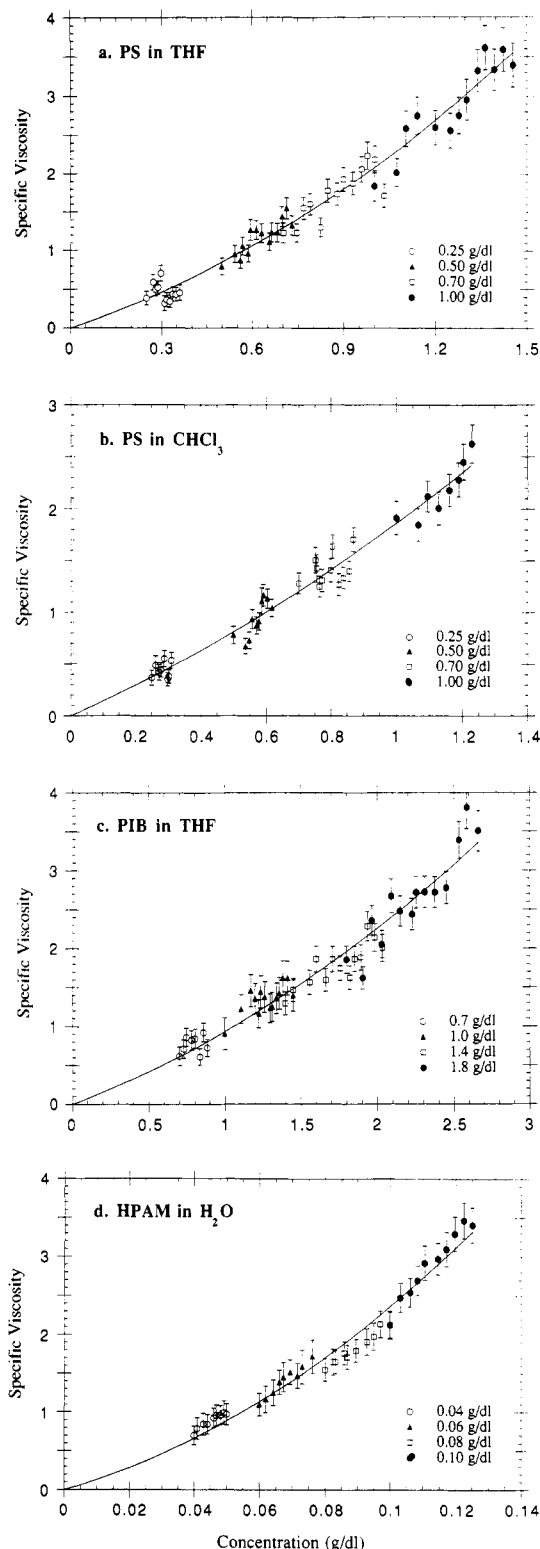 4
a. PS in THF
3
Specific Viscosity
2
1
0
0.25 g/dl
0.50 g/dl
0.70 g/dl
1.00 g/dl
0 0.3 0.6 0.9 1.2 1.5
3
b. PS in CHCl3
2
Specific Viscosity
1
0
0.25 g/dl
0.50 g/dl
0.70 g/dl
1.00 g/dl
0 0.2 0.4 0.6 0.8 1 1.2 1.4
4
c. PIB in THF
3
Specific Viscosity
2
1
0
0.7 g/dl
1.0 g/dl
1.4 g/dl
1.8 g/dl
0 0.5 1 1.5 2 2.5 3
4
d. HPAM in H2O
3
Specific Viscosity
2
1
0
0.04 g/dl
0.06 g/dl
0.08 g/dl
0.10 g/dl
0 0.02 0.04 0.06 0.08 0.1 0.12 0.14
Concentration (g/dl)